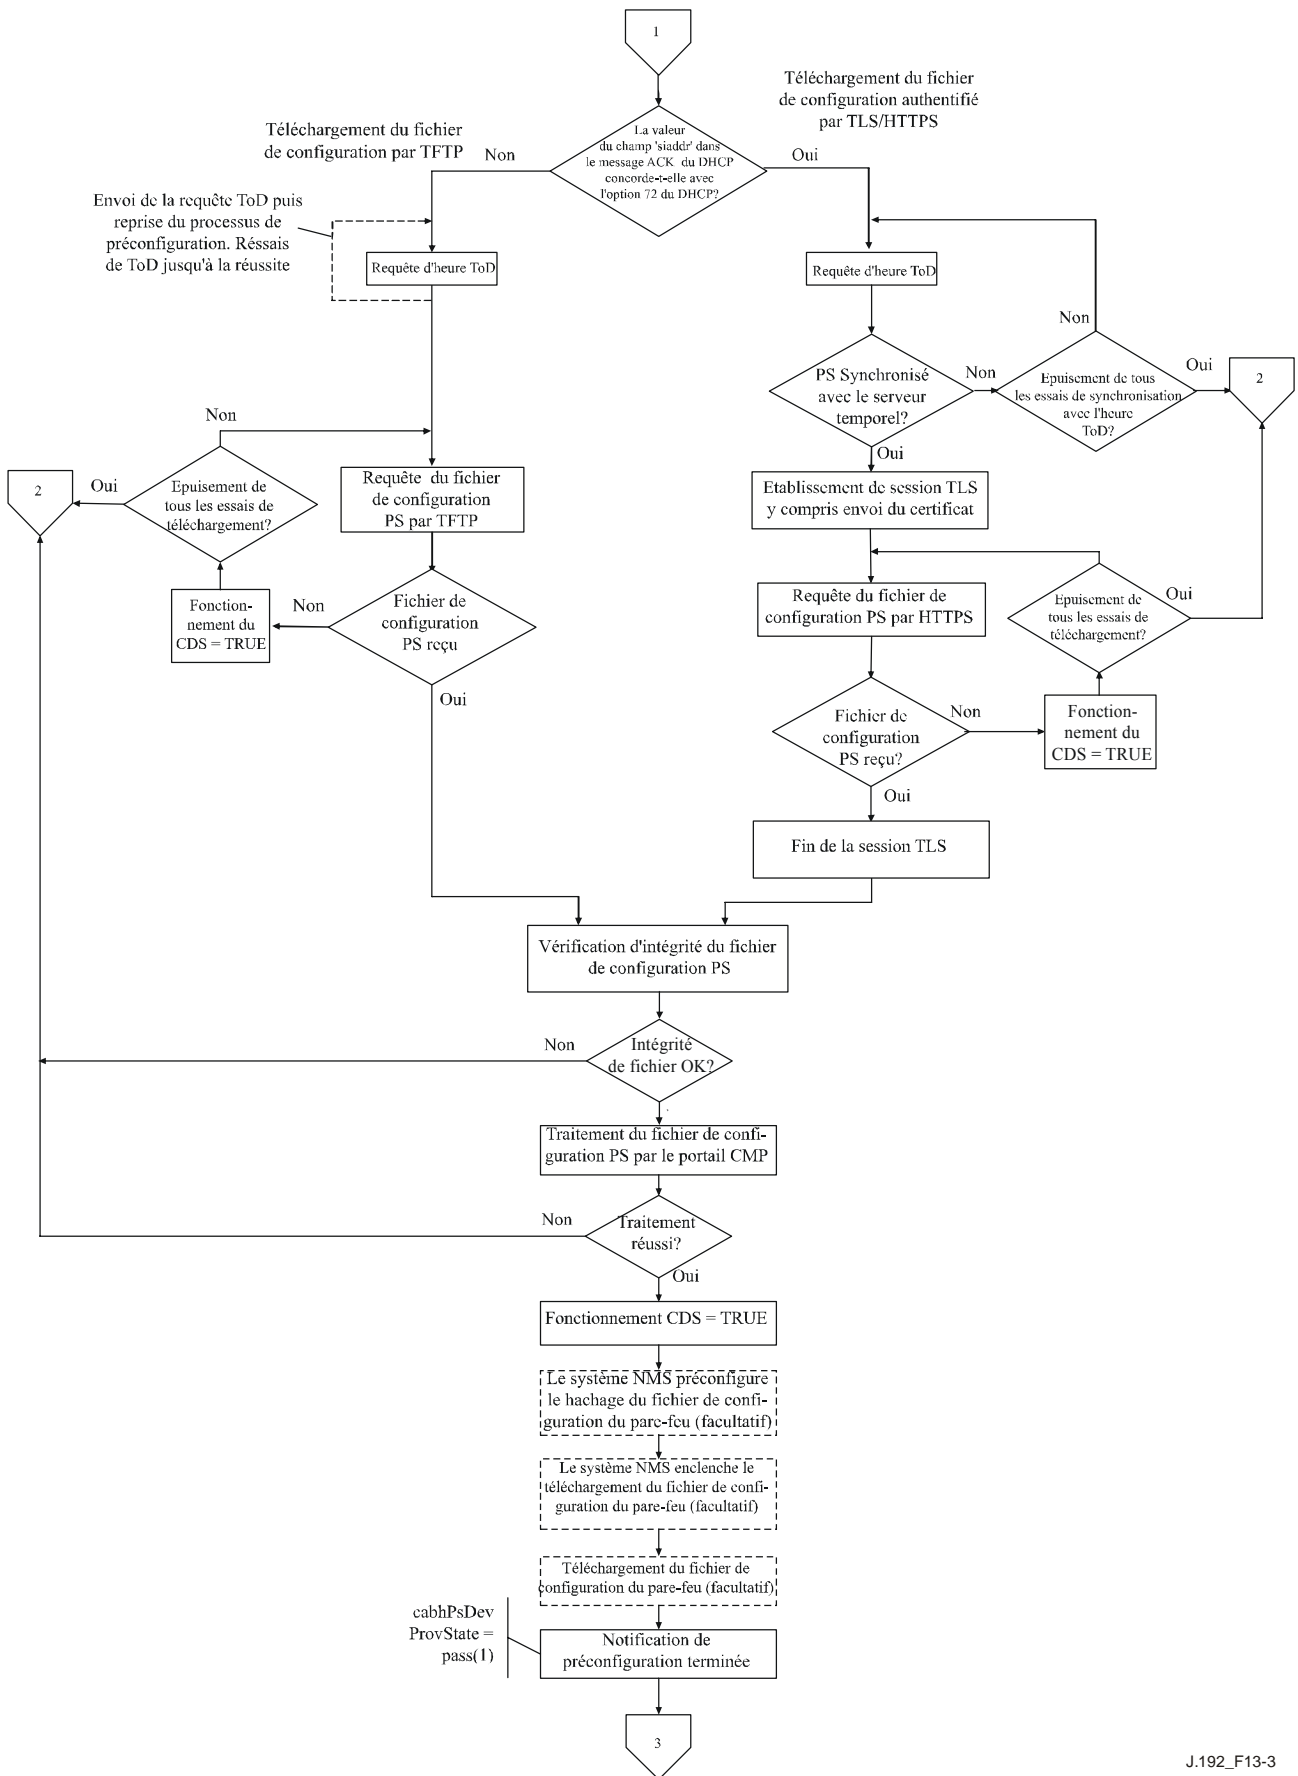 1
Téléchargement du fichier
de configuration authentifié
par TLS/HTTPS
Téléchargement du fichier
de configuration par TFTP
Non
La valeur
du champ 'siaddr' dans
le message ACK du DHCP
concorde-t-elle avec
l'option 72 du DHCP?
Oui
Envoi de la requête ToD puis
reprise du processus de
préconfiguration. Réssais
de ToD jusqu'à la réussite
Requête d'heure ToD
Requête d'heure ToD
Non
PS Synchronisé
avec le serveur
temporel?
Non
Epuisement de tous
les essais de synchronisation
avec l'heure
ToD?
Oui
2
Oui
Non
2
Oui
Epuisement de
tous les essais de
téléchargement?
Requête du fichier
de configuration
PS par TFTP
Etablissement de session TLS
y compris envoi du certificat
Fonction-
nement du
CDS = TRUE
Non
Fichier de
configuration
PS reçu
Oui
Requête du fichier de
configuration PS par HTTPS
Epuisement de
tous les essais de
téléchargement?
Oui
Fichier de
configuration
PS reçu?
Non
Fonction-
nement du
CDS = TRUE
Oui
Fin de la session TLS
Vérification d'intégrité du fichier
de configuration PS
Non
Intégrité
de fichier OK?
Traitement du fichier de confi-
guration PS par le portail CMP
Non
Traitement
réussi?
Oui
Fonctionnement CDS = TRUE
Le système NMS préconfigure
le hachage du fichier de confi-
guration du pare-feu (facultatif)
Le système NMS enclenche le
téléchargement du fichier de confi-
guration du pare-feu (facultatif)
Téléchargement du fichier de
configuration du pare-feu (facultatif)
cabhPsDev
ProvState =
pass(1)
Notification de
préconfiguration terminée
3
J.192_F13-3